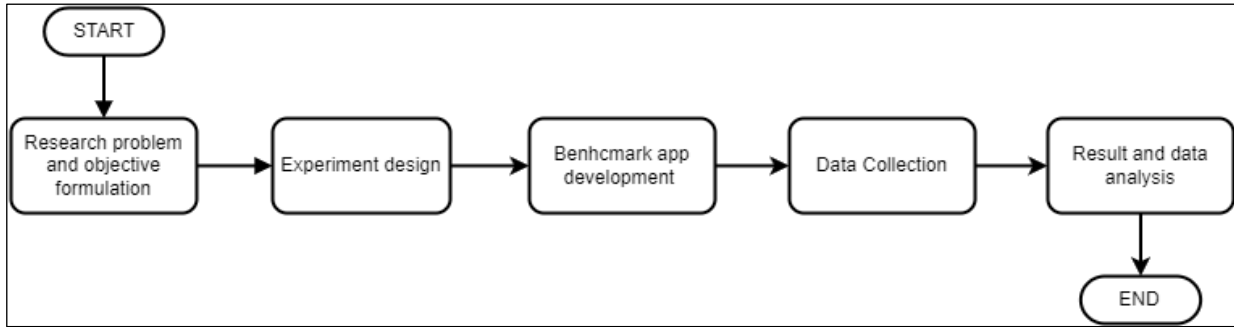 START
Research problem
and objective
formulation
Experiment design
Benhcmark app
development
Data Collection
Result and data
analysis
END